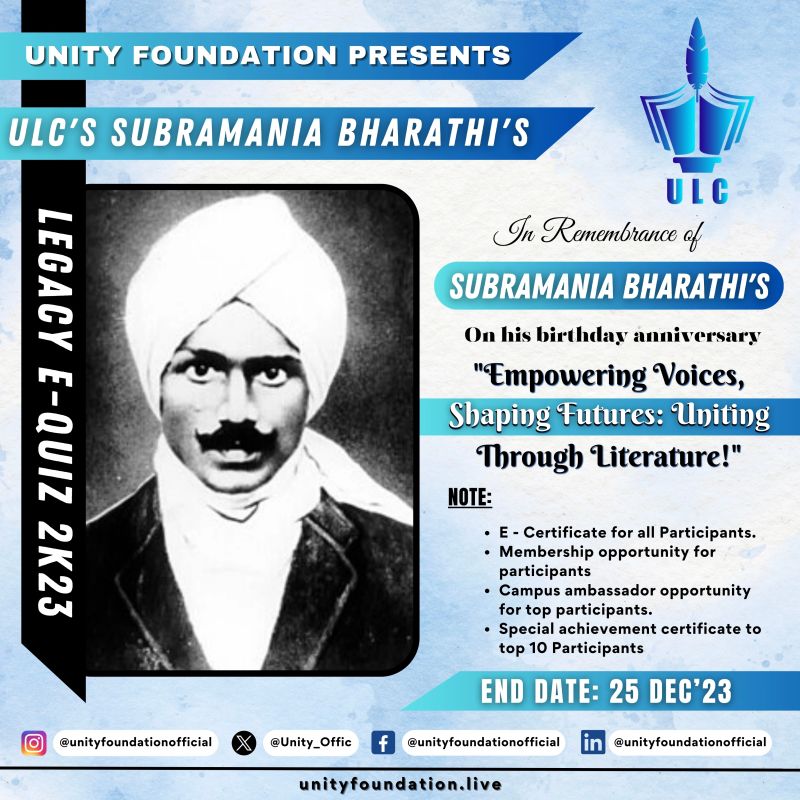 UNITY FOUNDATION PRESENTS
ULC'S SUBRAMANIA BHARATHI'S
LEGACY E-QUIZ 2K23
ULC
In Remembrance of
SUBRAMANIA BHARATHI'S
On his birthday anniversary
"Empowering Voices,
Shaping Futures: Uniting
Through Literature!"
NOTE:
• E - Certificate for all Participants.
• Membership opportunity for
participants
• Campus ambassador opportunity
for top participants.
• Special achievement certificate to
top 10 Participants
END DATE: 25 DEC'23
@unityfoundationofficial
@Unity_Offic
@unityfoundationofficial
@unityfoundationofficial
unityfoundation.live